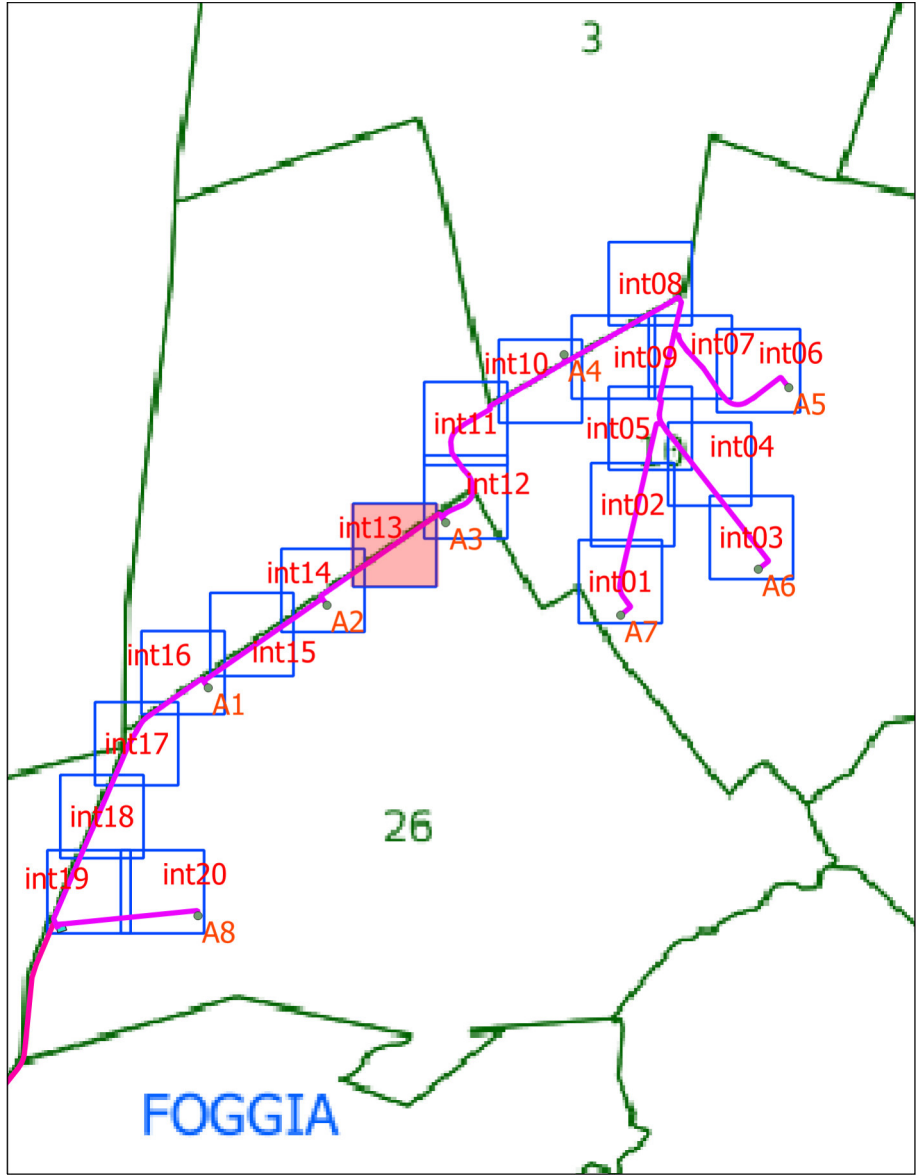 3
int08
int10
int09
int07
int06
A4
A5
int11
int05
int04
int12
int02
int13
A3
int03
int14
int01
A6
A2
A7
int16
int15
A1
int17
int18
26
int19
int20
A8
FOGGIA